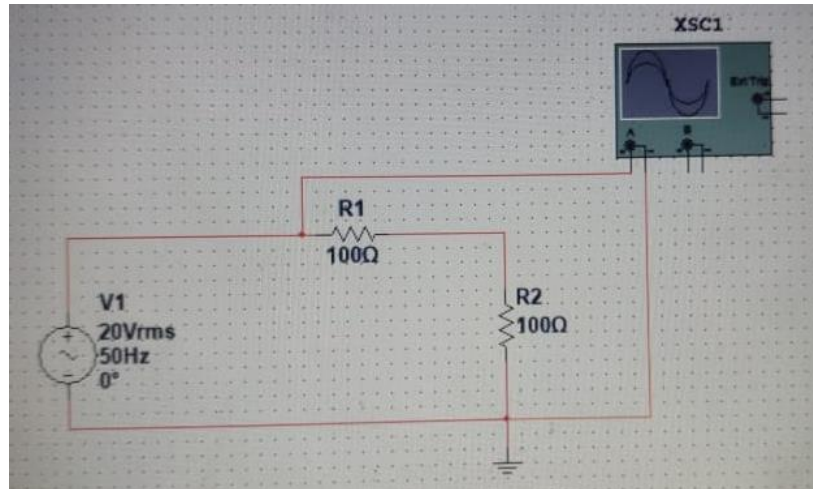 XSC1
Ext Trig
A
B
R1
100Ω
R2
100Ω
V1
20Vrms
50Hz
0°